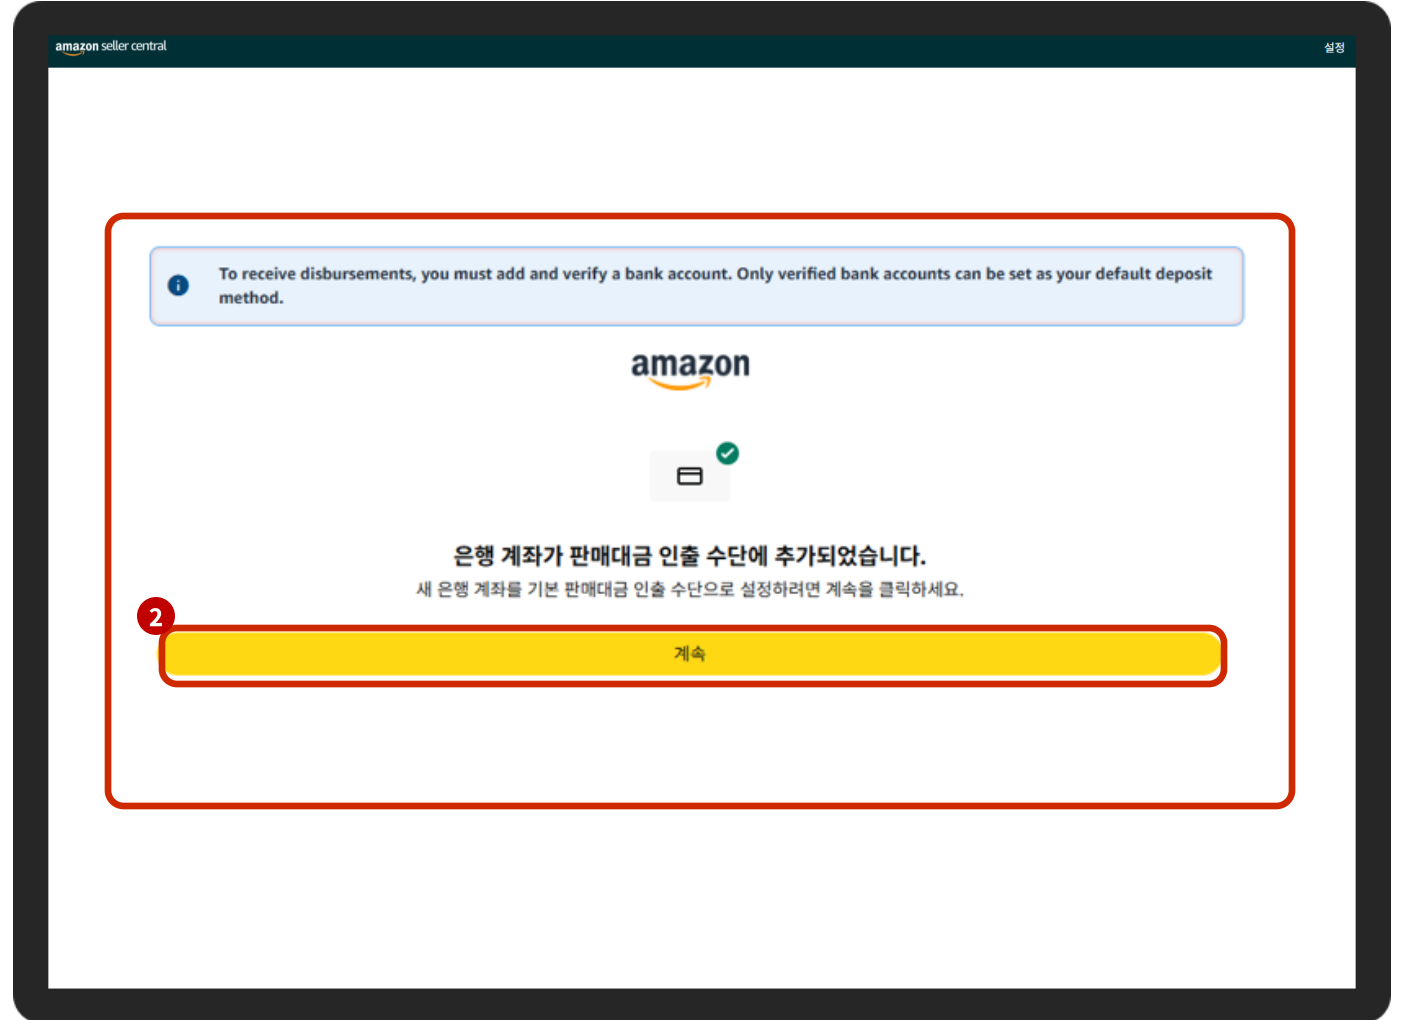 amazon seller central
설정
To receive disbursements, you must add and verify a bank account. Only verified bank accounts can be set as your default deposit
method.
amazon
은행 계좌가 판매대금 인출 수단에 추가되었습니다.
새 은행 계좌를 기본 판매대금 인출 수단으로 설정하려면 계속을 클릭하세요.
2
계속